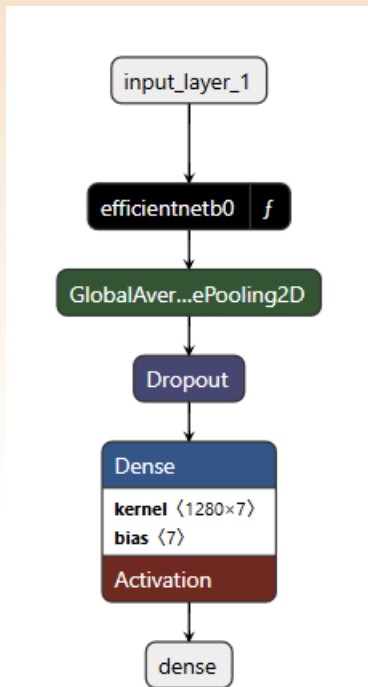 input_layer_1
efficientnetb0 ƒ
GlobalAver...ePooling2D
Dropout
Dense
kernel 〈1280×7〉
bias 〈7〉
Activation
dense